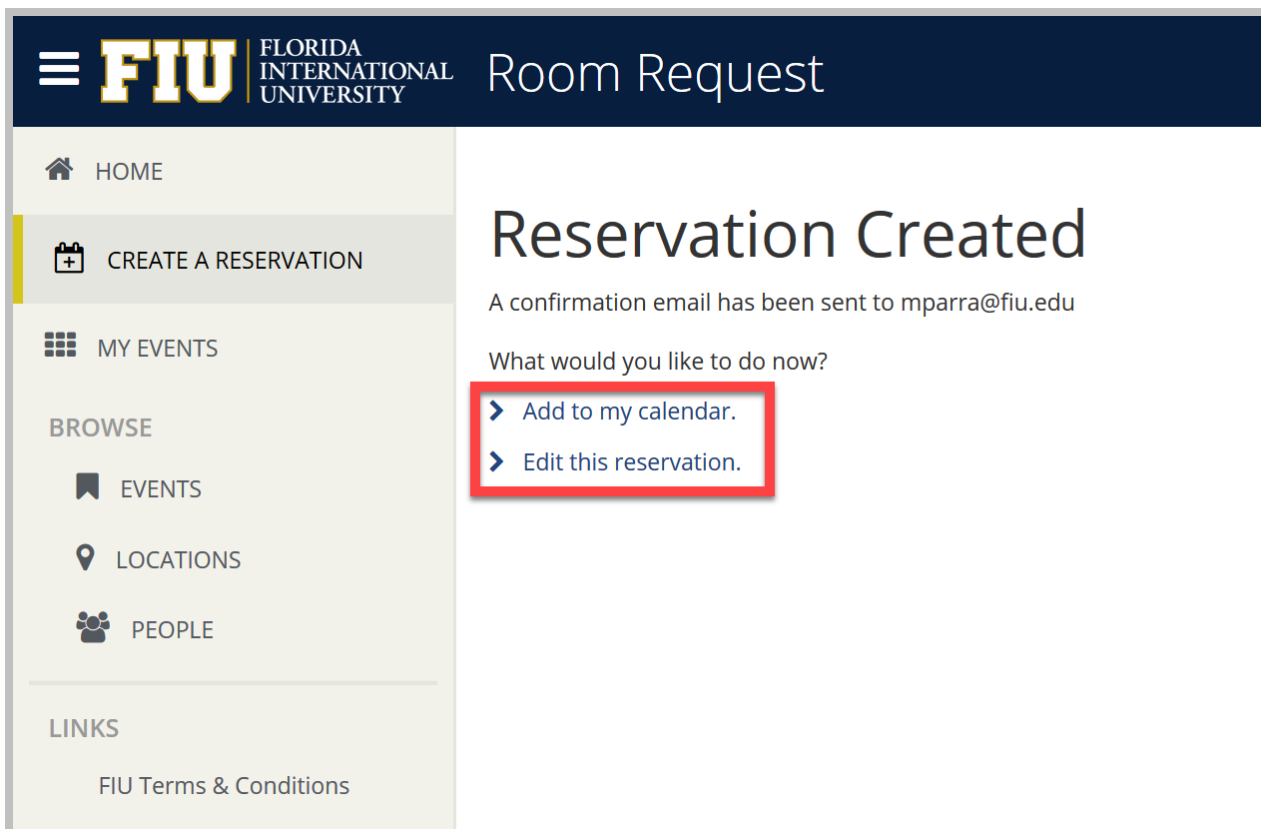 FIU
FLORIDA
INTERNATIONAL
UNIVERSITY
Room Request
HOME
CREATE A RESERVATION
MY EVENTS
BROWSE
EVENTS
LOCATIONS
PEOPLE
LINKS
FIU Terms & Conditions
Reservation Created
A confirmation email has been sent to mparra@fiu.edu
What would you like to do now?
Add to my calendar.
Edit this reservation.